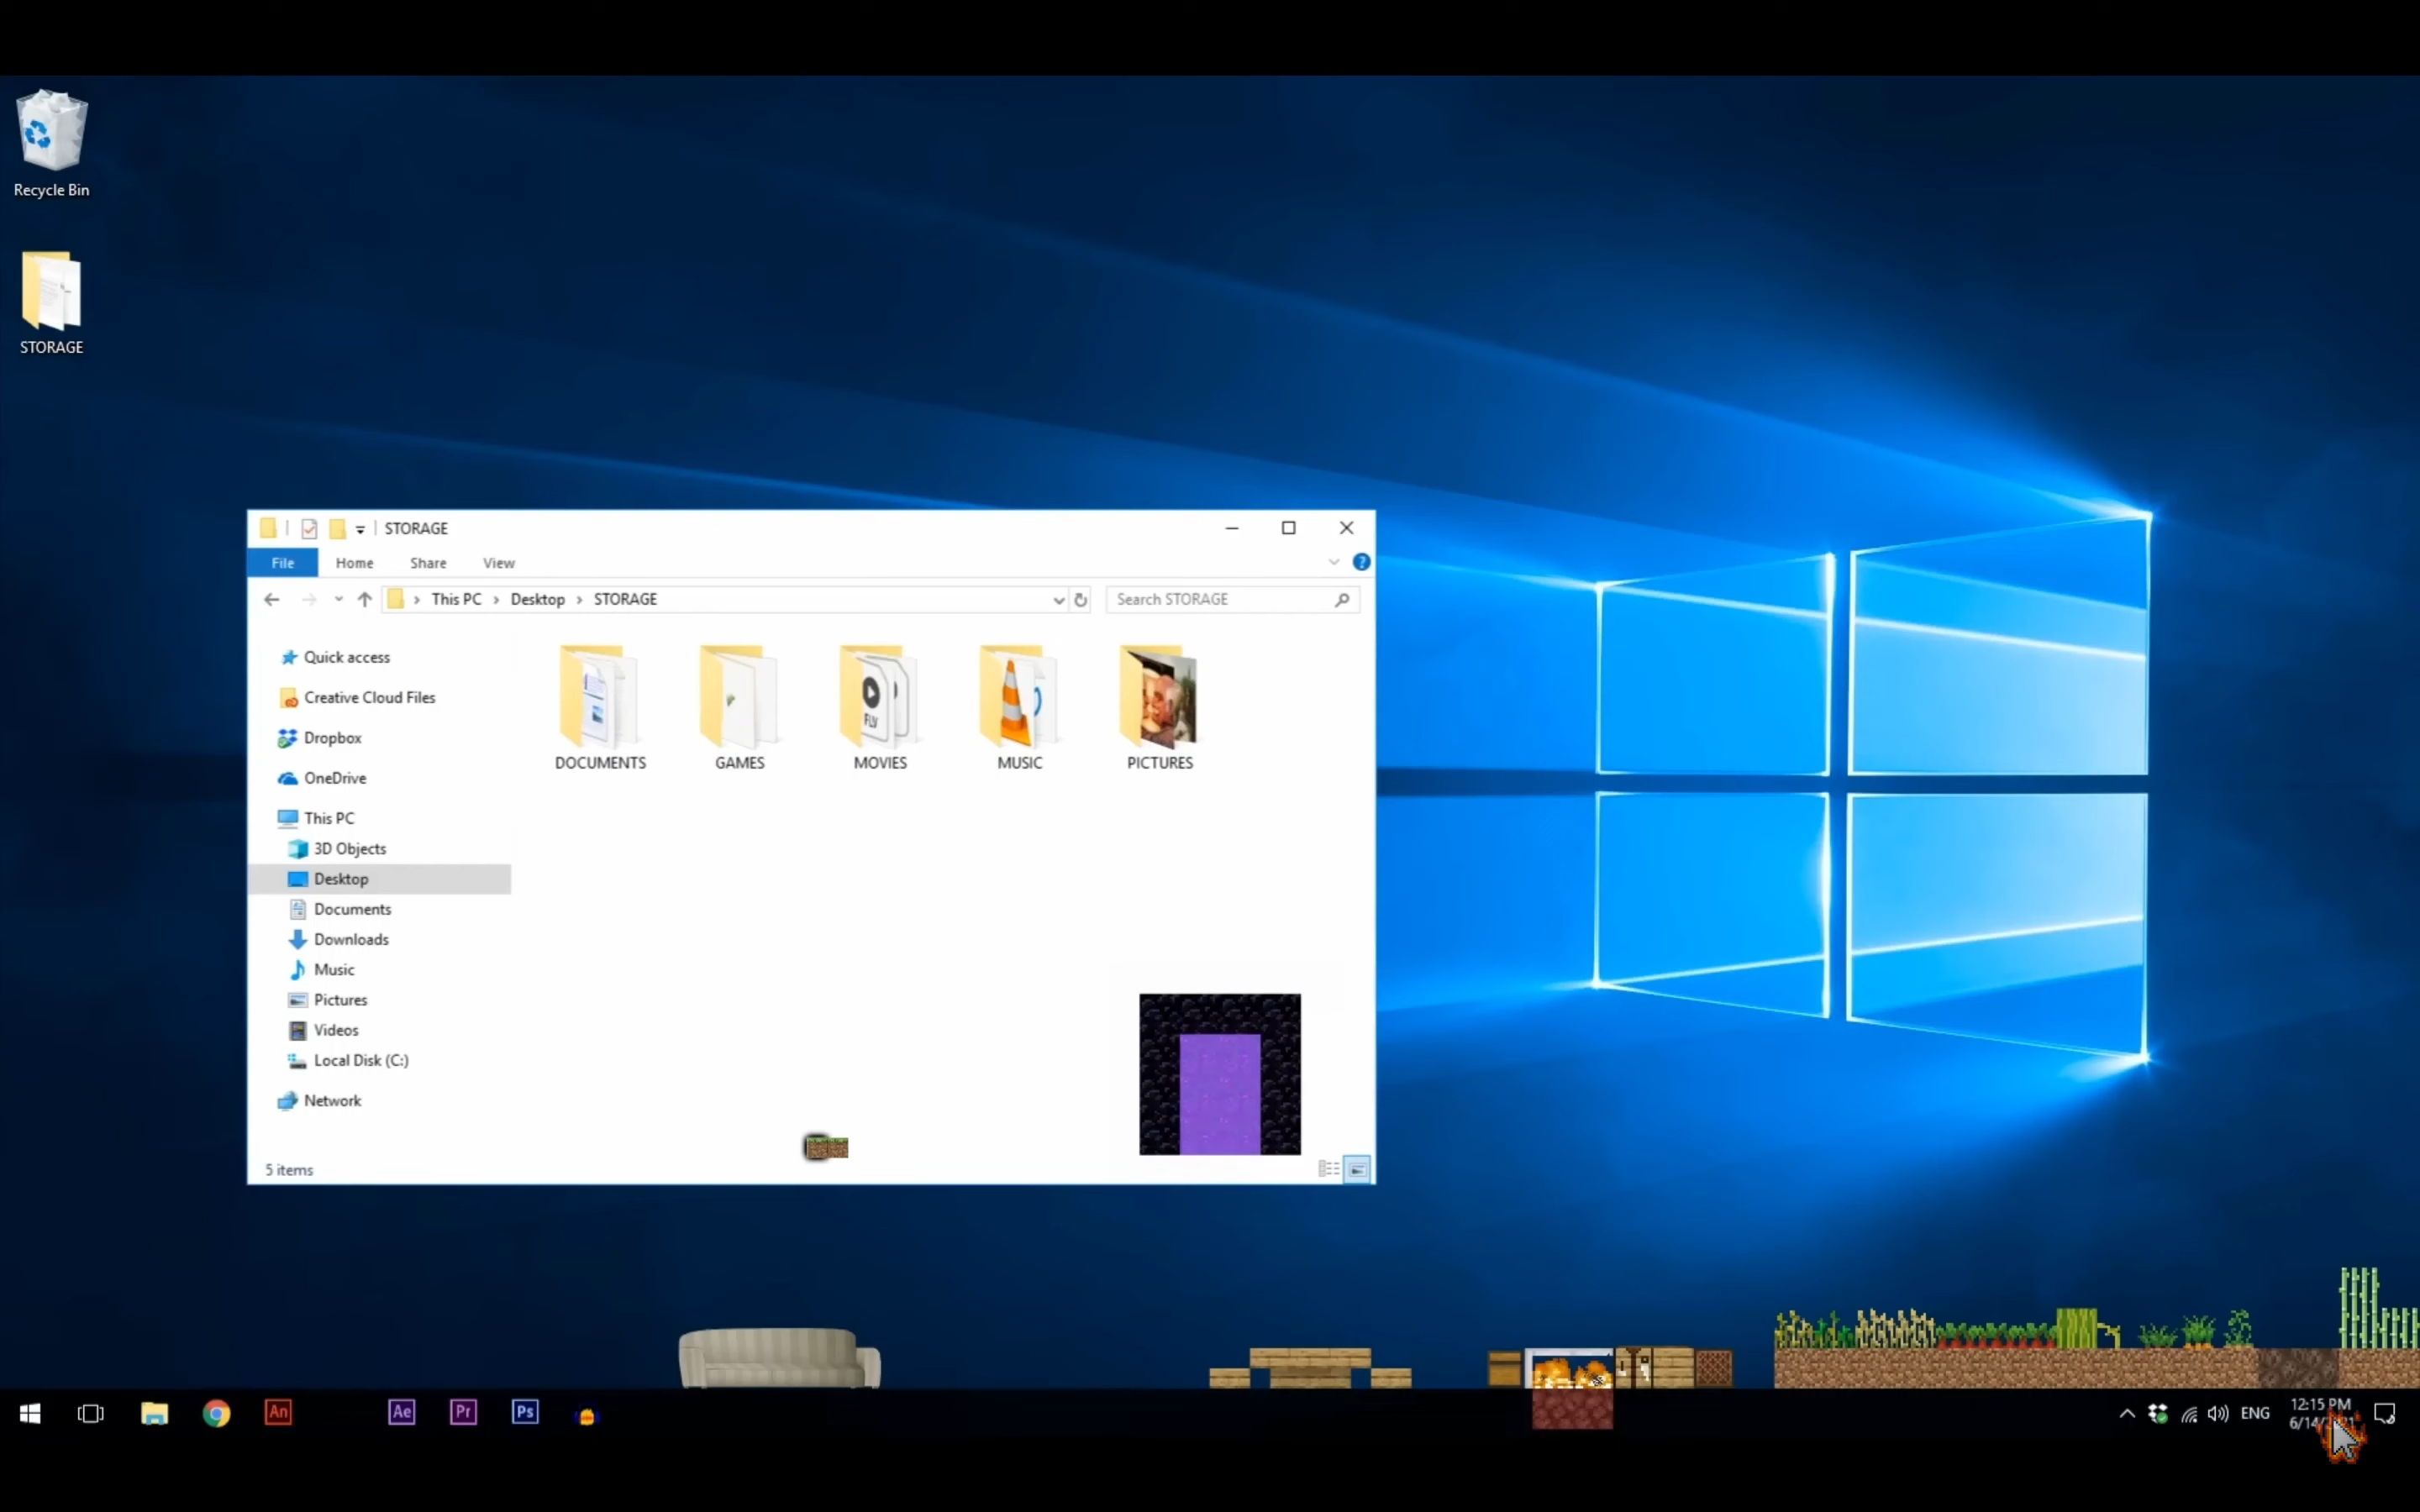 Recycle Bin
STORAGE
STORAGE
File Home Share View
This PC Desktop STORAGE
Search STORAGE
Quick access
Creative Cloud Files
Dropbox
OneDrive
This PC
3D Objects
Desktop
Documents
Downloads
Music
Pictures
Videos
Local Disk (C:)
Network
FLV
DOCUMENTS GAMES MOVIES MUSIC PICTURES
5 items
An Ae Pr Ps
ENG
12:15 PM